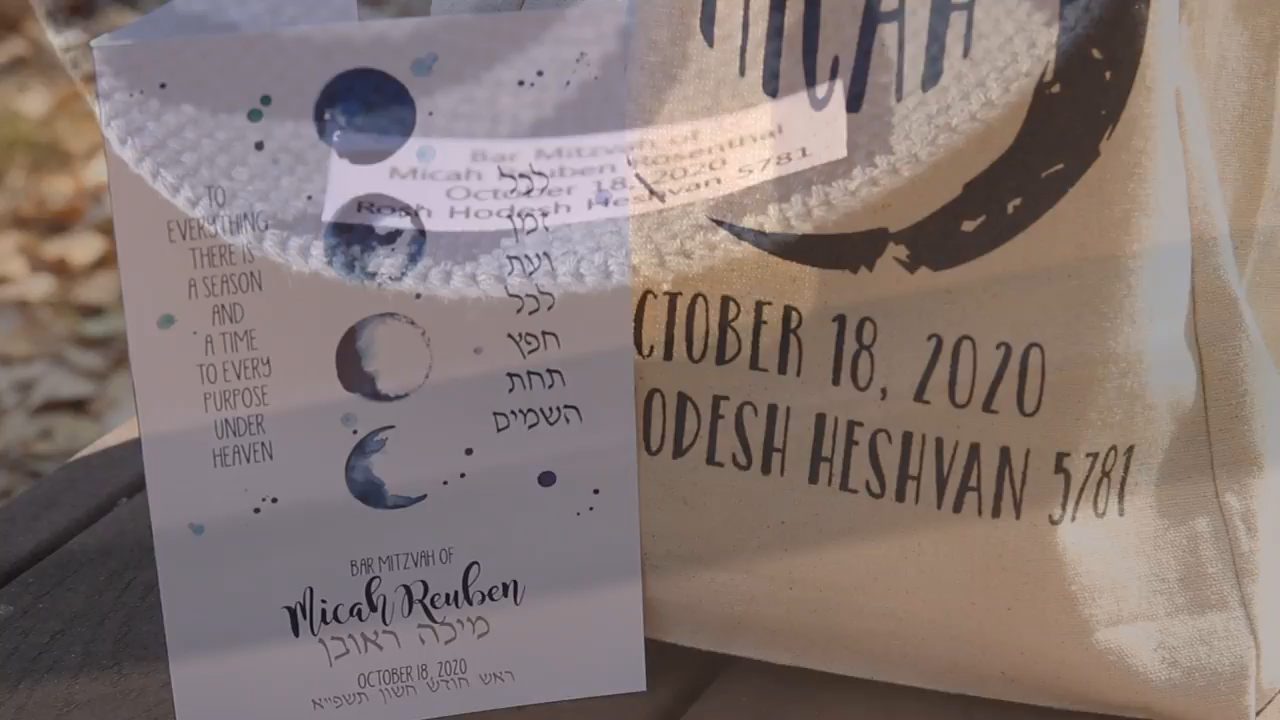 TO
EVERYTHING
THERE IS
A SEASON
AND
A TIME
TO EVERY
PURPOSE
UNDER
HEAVEN
לכל
זמן
ועת
לכל
חפץ
תחת
השמים
BAR MITZVAH OF
Micah Reuben
מיכה ראובן
OCTOBER 18, 2020
ראש חודש חשון תשפי״א
Bar Mitzvah of
Micah Reuben Rosenthal
October 18, 2020
Rosh Hodesh Heshvan 5781
MICAH
CTOBER 18, 2020
ODESH HESHVAN 5781